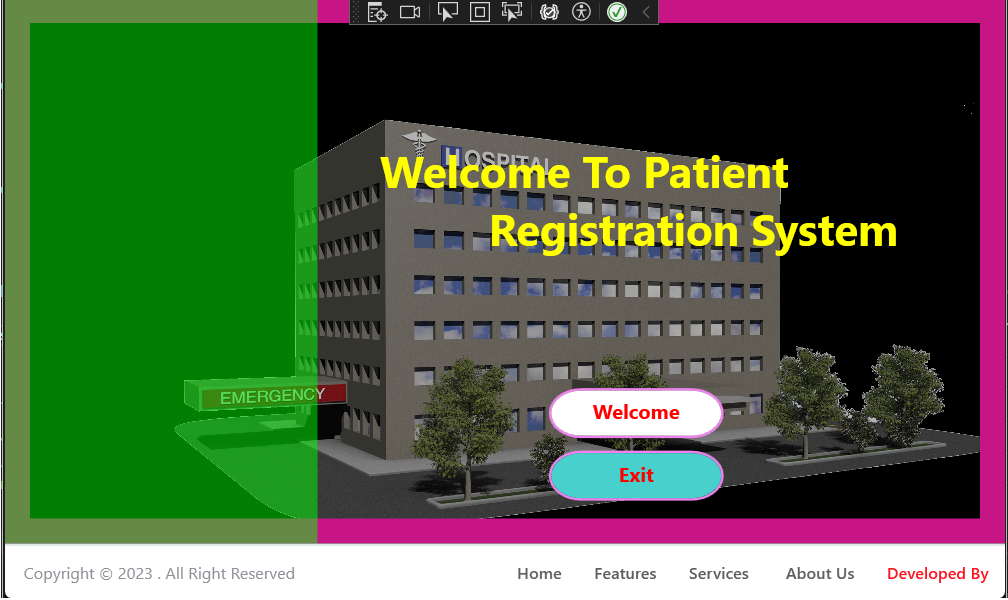 HOSPITAL
Welcome To Patient
Registration System
EMERGENCY
Welcome
Exit
Copyright © 2023 . All Right Reserved
Home Features Services About Us Developed By